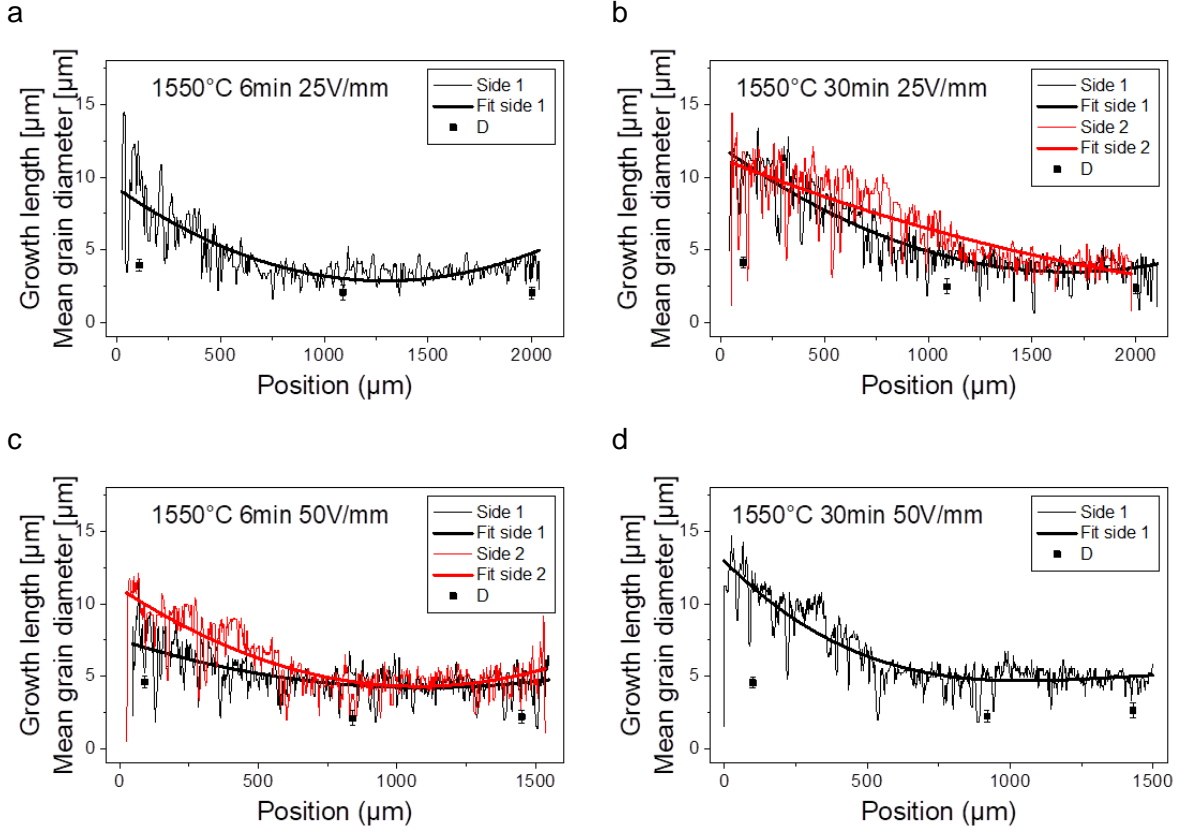 a
1550°C 6min 25V/mm
Side 1
Fit side 1
D
Growth length [µm]
Mean grain diameter [µm]
15
10
5
0
0
500
1000
1500
2000
Position (µm)
b
1550°C 30min 25V/mm
Side 1
Fit side 1
Side 2
Fit side 2
D
Growth length [µm]
Mean grain diameter [µm]
15
10
5
0
0
500
1000
1500
2000
Position (µm)
c
1550°C 6min 50V/mm
Side 1
Fit side 1
Side 2
Fit side 2
D
Growth length [µm]
Mean grain diameter [µm]
15
10
5
0
0
500
1000
1500
Position (µm)
d
1550°C 30min 50V/mm
Side 1
Fit side 1
D
Growth length [µm]
Mean grain diameter [µm]
15
10
5
0
0
500
1000
1500
Position (µm)